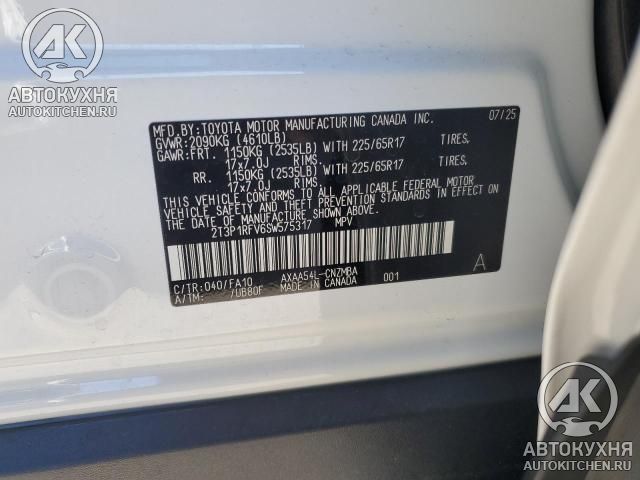 АК
АВТОКУХНЯ
AUTOKITCHEN.RU
MFD.BY: TOYOTA MOTOR MANUFACTURING CANADA INC. 07/25
GVWR: 2090KG (4610LB)
GAWR: FRT. 1150KG (2535LB) WITH 225/65R17 TIRES.
17x7.0J RIMS.
RR. 1150KG (2535LB) WITH 225/65R17 TIRES.
17x7.0J RIMS.
THIS VEHICLE CONFORMS TO ALL APPLICABLE FEDERAL MOTOR
VEHICLE SAFETY AND THEFT PREVENTION STANDARDS IN EFFECT ON
THE DATE OF MANUFACTURE SHOWN ABOVE.
2T3P1RFV6SW575317 MPV
C/TR: 040/FA10 AXAA54L-CNZMBA 001 A
A/TM: /UB80F MADE IN CANADA
АК
АВТОКУХНЯ
AUTOKITCHEN.RU